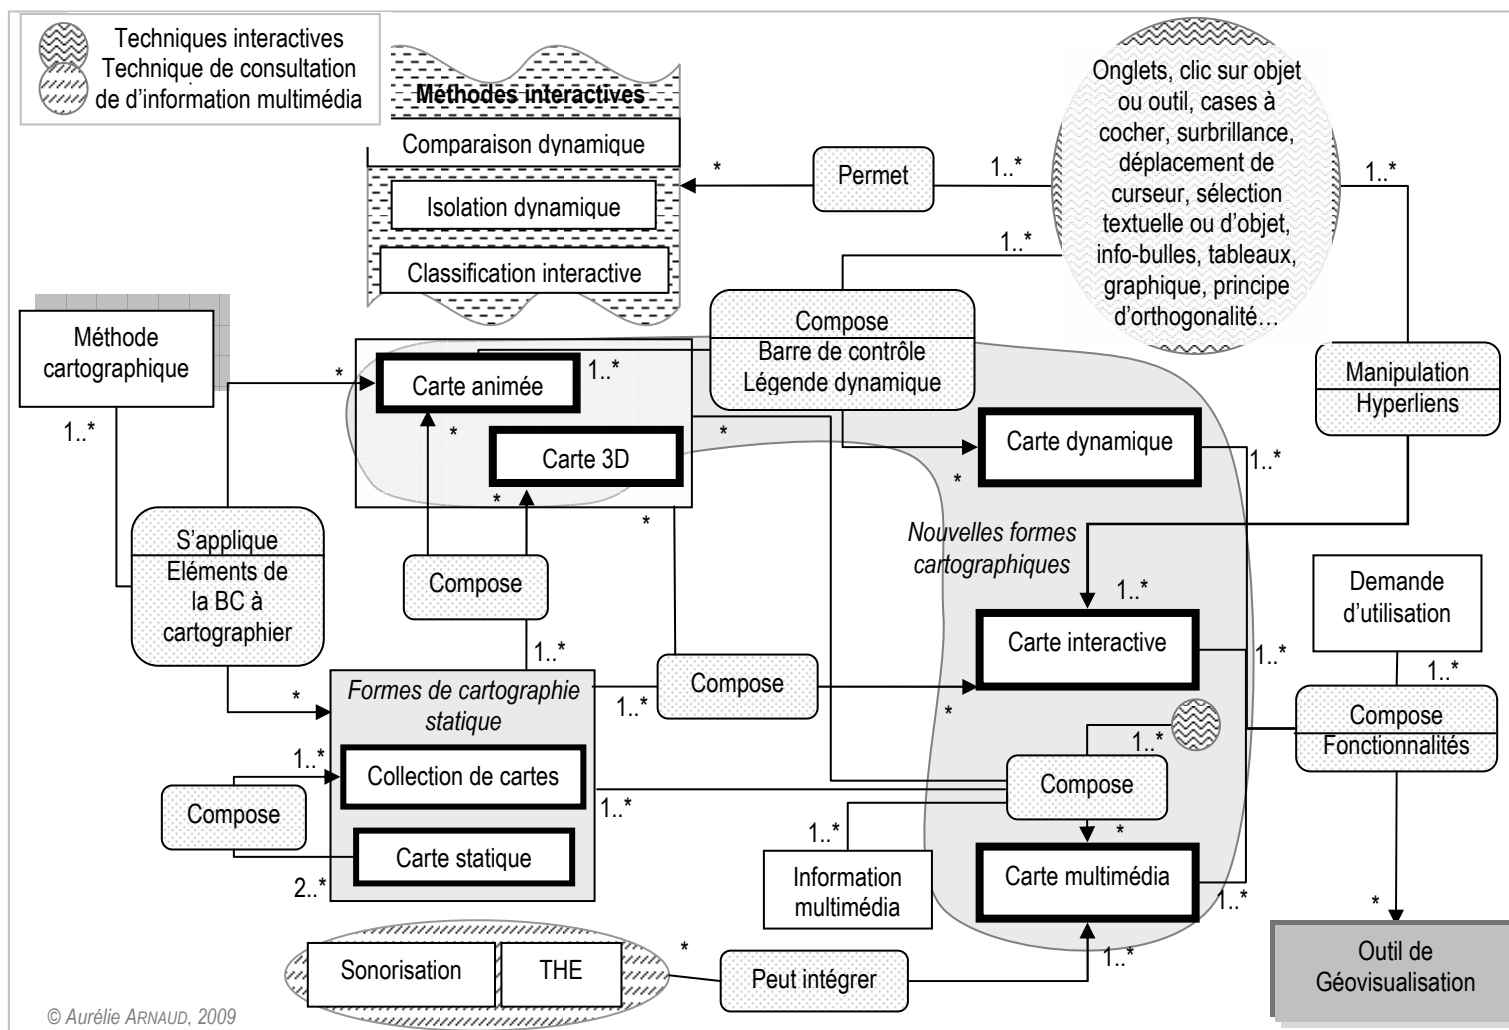 Techniques interactives
Technique de consultation
de d'information multimédia
Méthodes interactives
Comparaison dynamique
Isolation dynamique
Classification interactive
*
Permet
1..*
Onglets, clic sur objet
ou outil, cases à
cocher, surbrillance,
déplacement de
curseur, sélection
textuelle ou d'objet,
info-bulles, tableaux,
graphique, principe
d'orthogonalité…
1..*
1..*
Méthode
cartographique
1..*
*
Carte animée
1..*
*
Carte 3D
*
*
*
Compose
Barre de contrôle
Légende dynamique
Manipulation
Hyperliens
Carte dynamique
*
1..*
S'applique
Eléments de
la BC à
cartographier
*
Compose
1..*
Nouvelles formes
cartographiques
1..*
Carte interactive
*
1..*
Demande
d'utilisation
1..*
Compose
Fonctionnalités
*
Formes de cartographie
statique
1..*
Compose
1..*
Collection de cartes
Compose
Carte statique
2..*
1..*
1..*
Compose
*
1..*
Information
multimédia
Carte multimédia
1..*
1..*
Sonorisation
THE
*
Peut intégrer
Outil de
Géovisualisation
© Aurélie ARNAUD, 2009